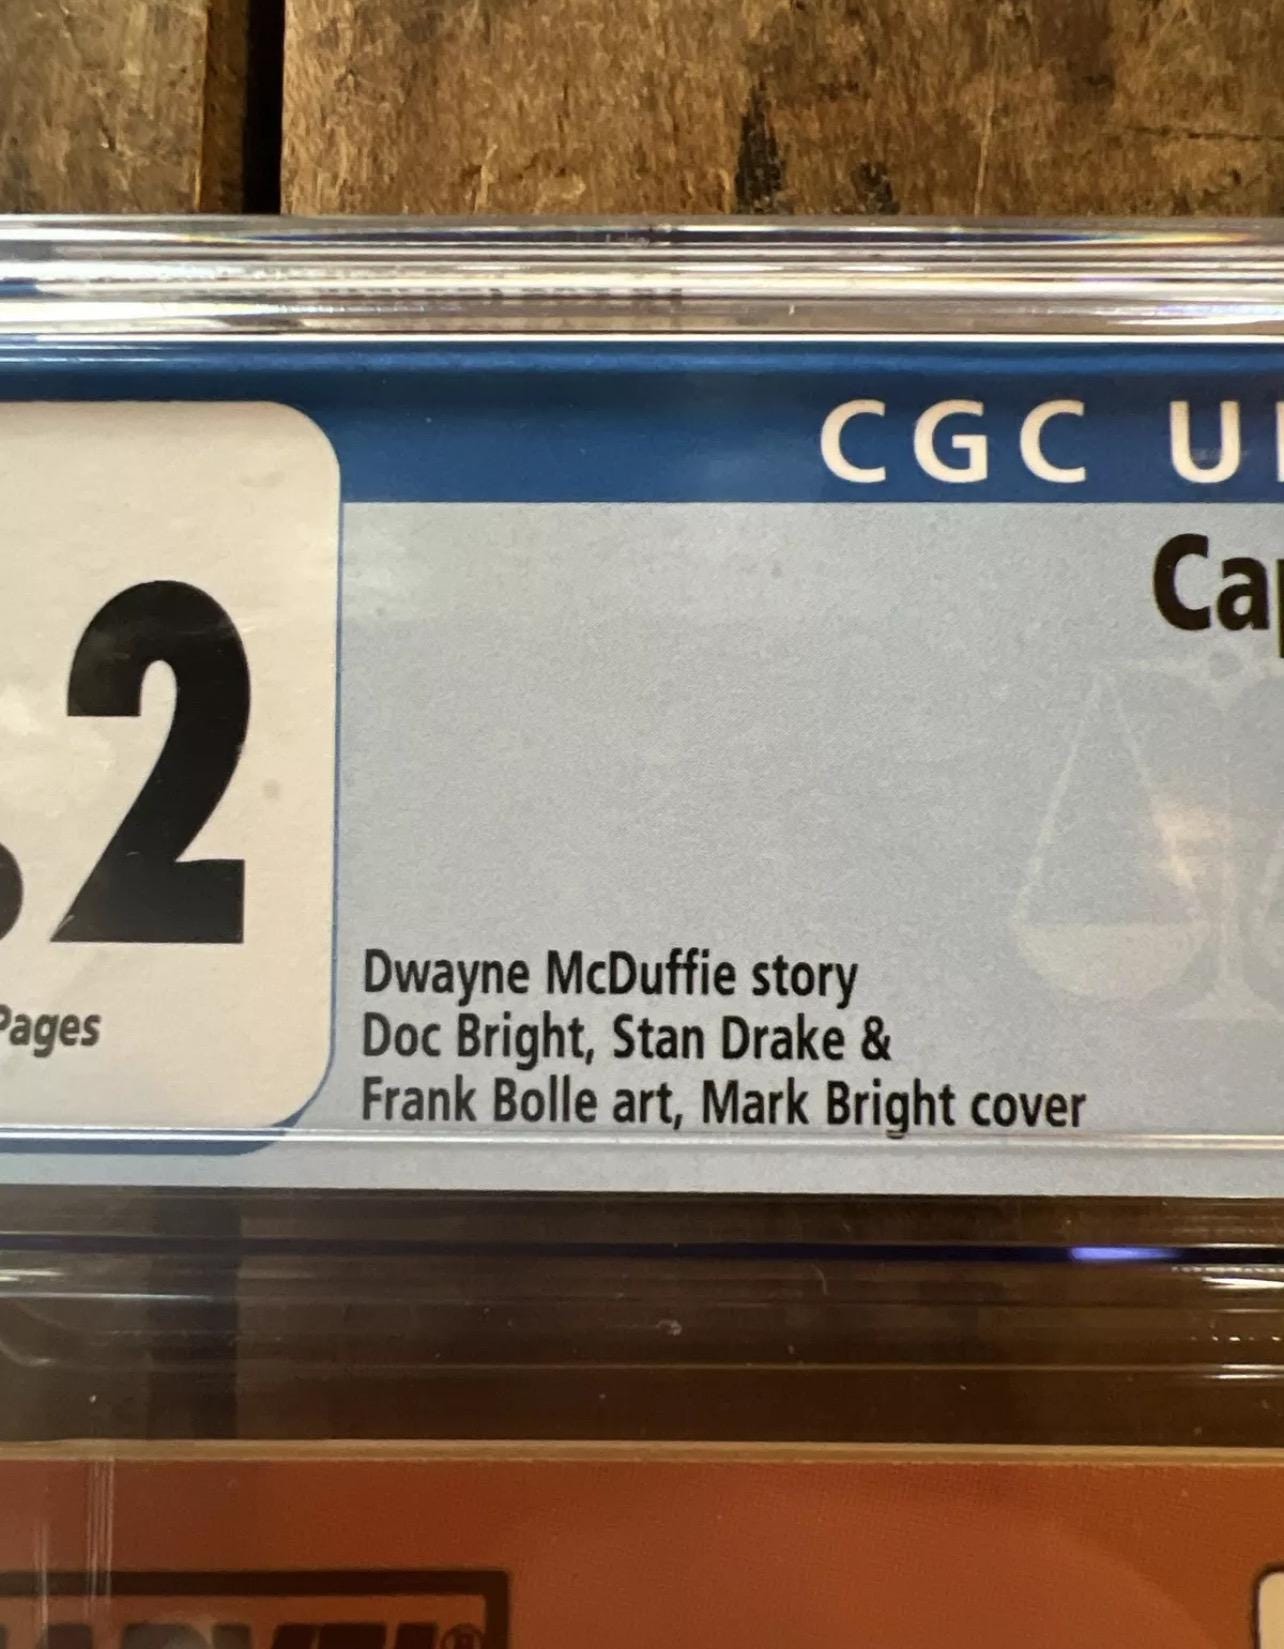 CGC U
Ca
.2
Pages
Dwayne McDuffie story
Doc Bright, Stan Drake &
Frank Bolle art, Mark Bright cover